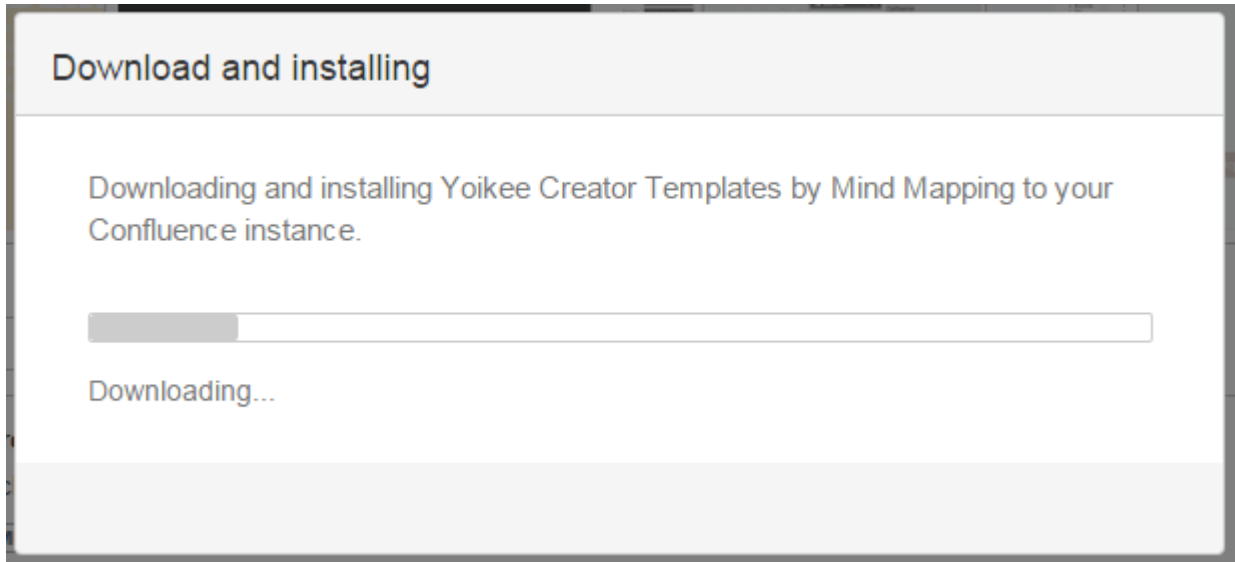 Download and installing
Downloading and installing Yoikee Creator Templates by Mind Mapping to your
Confluence instance.
Downloading...